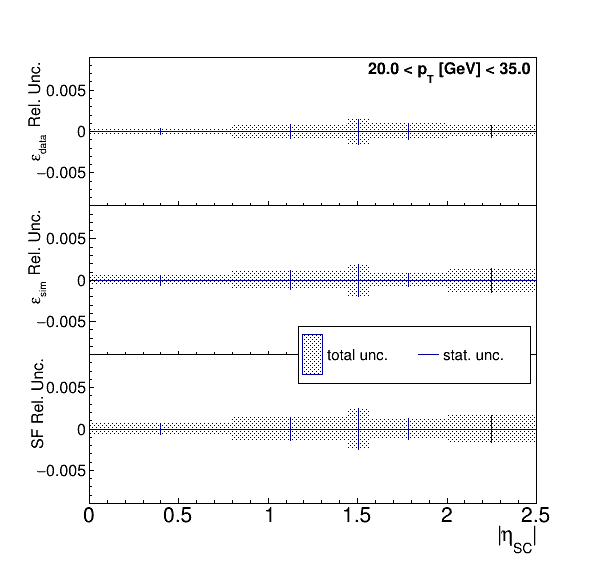 20.0 < p_T [GeV] < 35.0
ε_data Rel. Unc.
0.005
0
−0.005
ε_sim Rel. Unc.
0.005
0
−0.005
total unc.
stat. unc.
SF Rel. Unc.
0.005
0
−0.005
0 0.5 1 1.5 2 2.5
|η_SC|